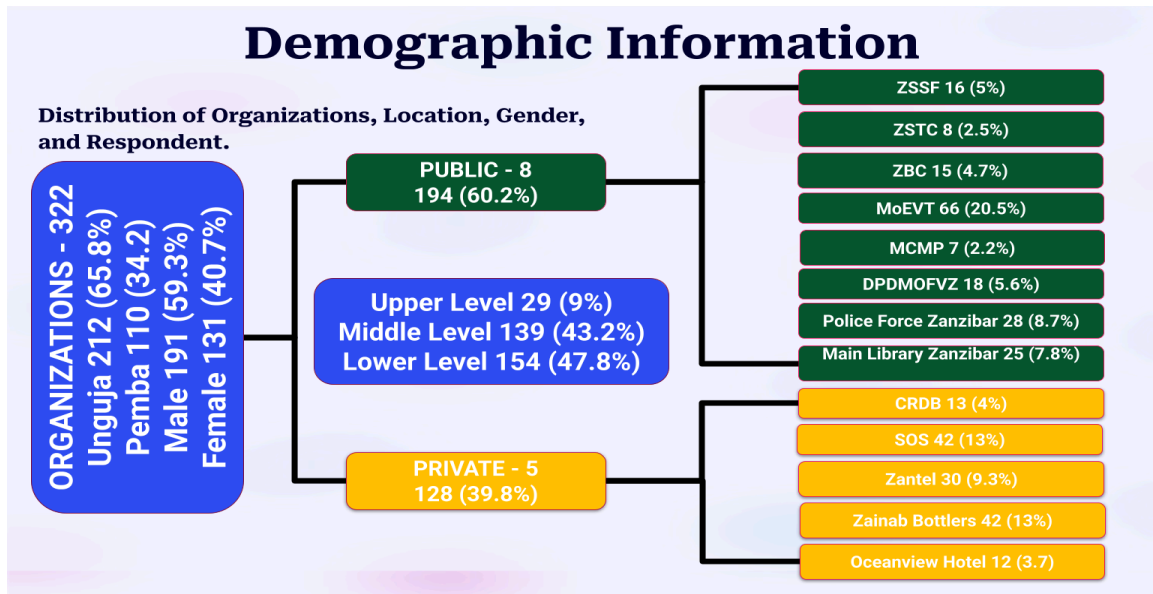 Demographic Information
Distribution of Organizations, Location, Gender,
and Respondent.
ORGANIZATIONS - 322
Unguja 212 (65.8%)
Pemba 110 (34.2)
Male 191 (59.3%)
Female 131 (40.7%)
PUBLIC - 8
194 (60.2%)
Upper Level 29 (9%)
Middle Level 139 (43.2%)
Lower Level 154 (47.8%)
PRIVATE - 5
128 (39.8%)
ZSSF 16 (5%)
ZSTC 8 (2.5%)
ZBC 15 (4.7%)
MoEVT 66 (20.5%)
MCMP 7 (2.2%)
DPDMOFVZ 18 (5.6%)
Police Force Zanzibar 28 (8.7%)
Main Library Zanzibar 25 (7.8%)
CRDB 13 (4%)
SOS 42 (13%)
Zantel 30 (9.3%)
Zainab Bottlers 42 (13%)
Oceanview Hotel 12 (3.7)